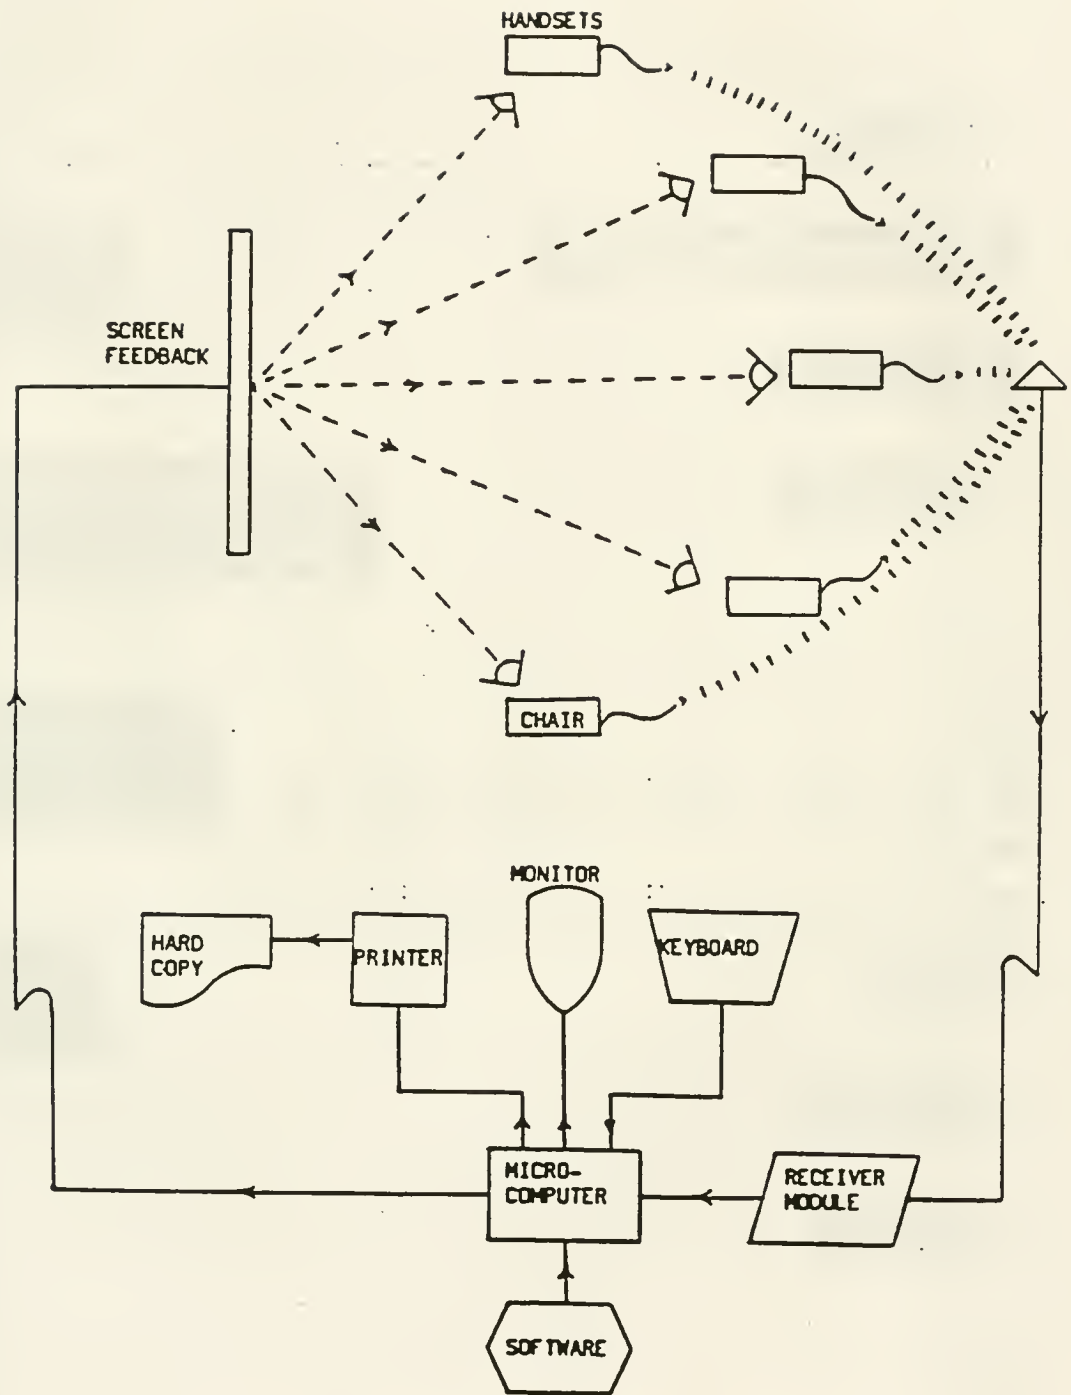 HANDSETS
SCREEN
FEEDBACK
CHAIR
MONITOR
HARD
COPY
PRINTER
KEYBOARD
MICRO-
COMPUTER
RECEIVER
MODULE
SOFTWARE